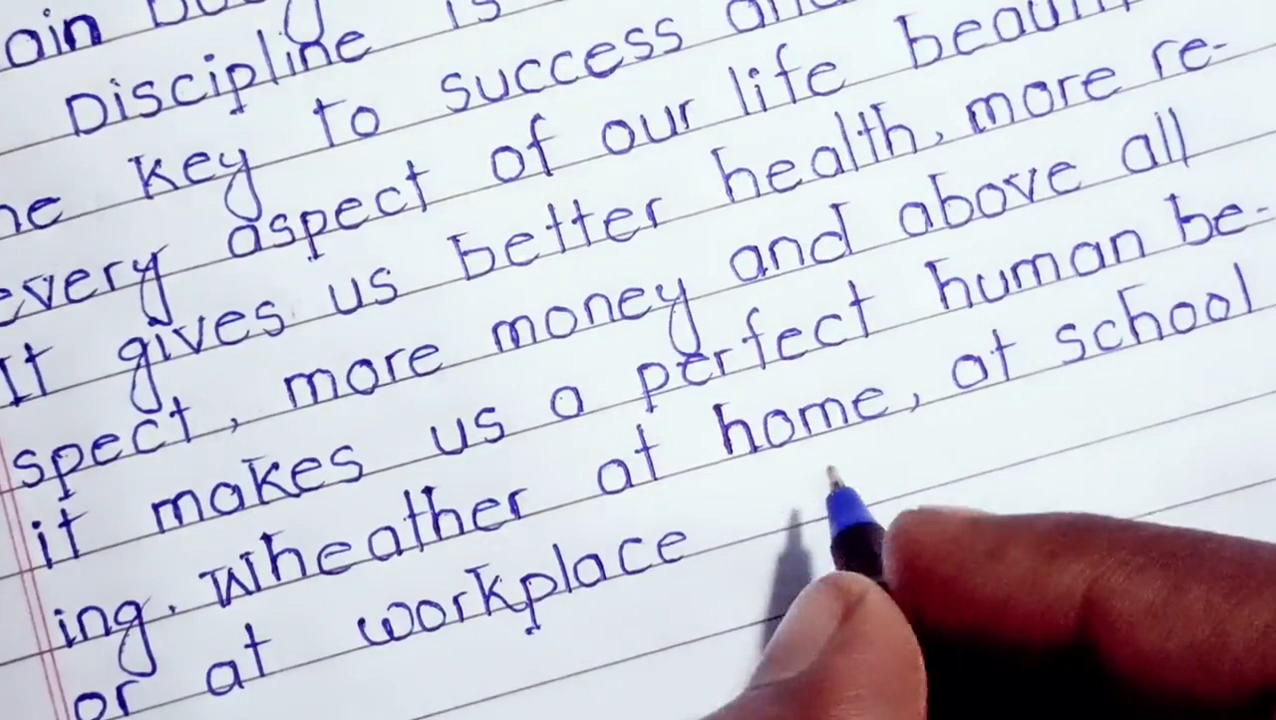 Discipline is
key to success
every aspect of our life
It gives us better health, more re-
spect, more money and above all
it makes us a perfect human be-
ing. Wheather at home, at school
or at workplace